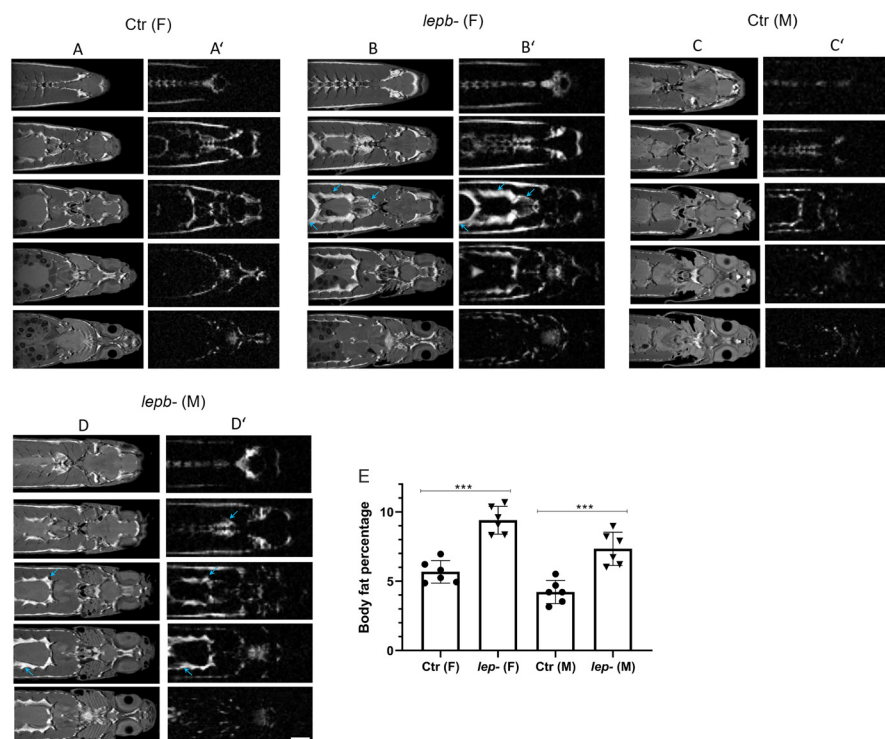 Ctr (F)
lepb- (F)
Ctr (M)
A
A‘
B
B‘
C
C‘
lepb- (M)
D
D‘
E
Body fat percentage
10
5
0
***
***
Ctr (F)
lep- (F)
Ctr (M)
lep- (M)